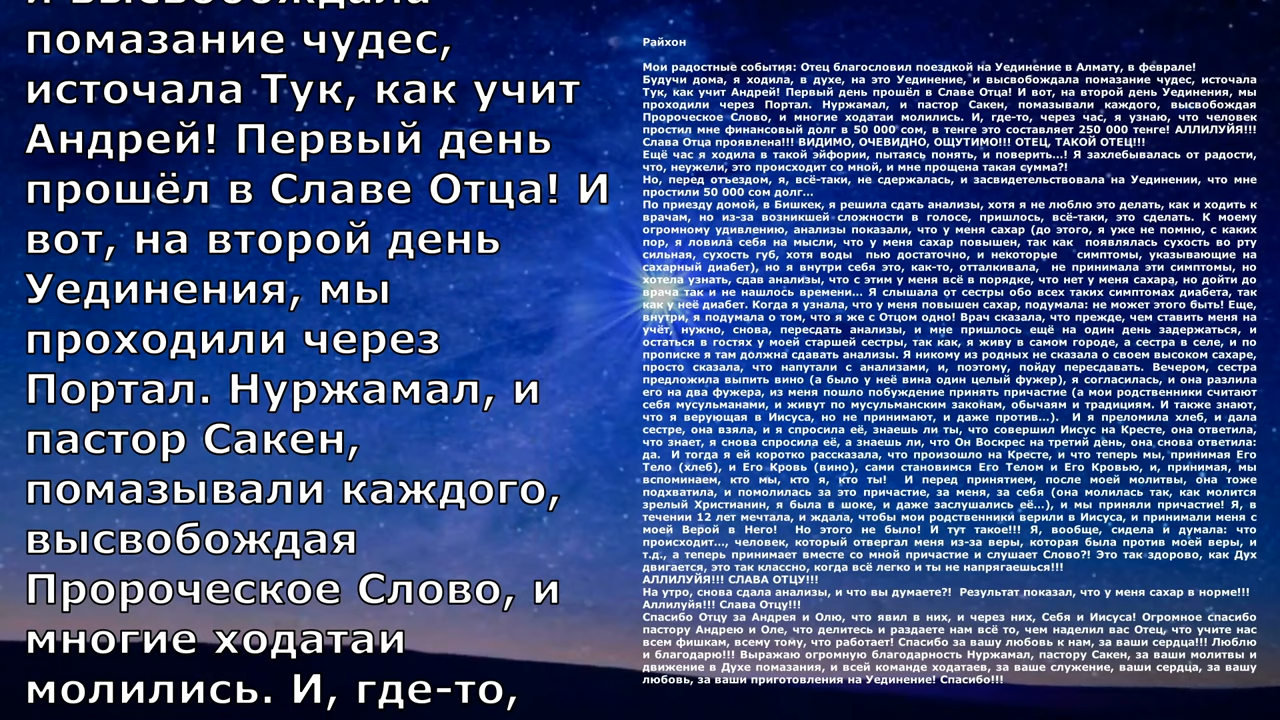 и высвобождала
помазание чудес,
источала Тук, как учит
Андрей! Первый день
прошёл в Славе Отца! И
вот, на второй день
Уединения, мы
проходили через
Портал. Нуржамал, и
пастор Сакен,
помазывали каждого,
высвобождая
Пророческое Слово, и
многие ходатаи
молились. И, где-то,
Райхон
Мои радостные события: Отец благословил поездкой на Уединение в Алмату, в феврале!
Будучи дома, я ходила, в духе, на это Уединение, и высвобождала помазание чудес, источала
Тук, как учит Андрей! Первый день прошёл в Славе Отца! И вот, на второй день Уединения, мы
проходили через Портал. Нуржамал, и пастор Сакен, помазывали каждого, высвобождая
Пророческое Слово, и многие ходатаи молились. И, где-то, через час, я узнаю, что человек
простил мне финансовый долг в 50 000 сом, в тенге это составляет 250 000 тенге! АЛЛИЛУЙЯ!!!
Слава Отца проявлена!!! ВИДИМО, ОЧЕВИДНО, ОЩУТИМО!!! ОТЕЦ, ТАКОЙ ОТЕЦ!!!
Ещё час я ходила в такой эйфории, пытаясь понять, и поверить...! Я захлебывалась от радости,
что, неужели, это происходит со мной, и мне прощена такая сумма?!
Но, перед отъездом, я, всё-таки, не сдержалась, и засвидетельствовала на Уединении, что мне
простили 50 000 сом долг...
По приезду домой, в Бишкек, я решила сдать анализы, хотя я не люблю это делать, как и ходить к
врачам, но из-за возникшей сложности в голосе, пришлось, всё-таки, это сделать. К моему
огромному удивлению, анализы показали, что у меня сахар (до этого, я уже не помню, с каких
пор, я ловила себя на мысли, что у меня сахар повышен, так как появлялась сухость во рту
сильная, сухость губ, хотя воды пью достаточно, и некоторые симптомы, указывающие на
сахарный диабет), но я внутри себя это, как-то, отталкивала, не принимала эти симптомы, но
хотела узнать, сдав анализы, что с этим у меня всё в порядке, что нет у меня сахара, но дойти до
врача так и не нашлось времени... Я слышала от сестры обо всех таких симптомах диабета, так
как у неё диабет. Когда я узнала, что у меня повышен сахар, подумала: не может этого быть! Еще,
внутри, я подумала о том, что я же с Отцом одно! Врач сказала, что прежде, чем ставить меня на
учёт, нужно, снова, пересдать анализы, и мне пришлось ещё на один день задержаться, и
остаться в гостях у моей старшей сестры, так как, я живу в самом городе, а сестра в селе, и по
прописке я там должна сдавать анализы. Я никому из родных не сказала о своем высоком сахаре,
просто сказала, что напутали с анализами, и, поэтому, пойду пересдавать. Вечером, сестра
предложила выпить вино (а было у неё вина один целый фужер), я согласилась, и она разлила
его на два фужера, из меня пошло побуждение принять причастие (а мои родственники считают
себя мусульманами, и живут по мусульманским законам, обычаям и традициям. И также знают,
что я верующая в Иисуса, но не принимают, и даже против...). И я преломила хлеб, и дала
сестре, она взяла, и я спросила её, знаешь ли ты, что совершил Иисус на Кресте, она ответила,
что знает, я снова спросила её, а знаешь ли, что Он Воскрес на третий день, она снова ответила:
да. И тогда я ей коротко рассказала, что произошло на Кресте, и что теперь мы, принимая Его
Тело (хлеб), и Его Кровь (вино), сами становимся Его Телом и Его Кровью, и, принимая, мы
вспоминаем, кто мы, кто я, кто ты! И перед принятием, после моей молитвы, она тоже
подхватила, и помолилась за это причастие, за меня, за себя (она молилась так, как молится
зрелый Христианин, я была в шоке, и даже заслушались её...), и мы приняли причастие! Я, в
течении 12 лет мечтала, и ждала, чтобы мои родственники верили в Иисуса, и принимали меня с
моей Верой в Него! Но этого не было! И тут такое!!! Я, вообще, сидела и думала: что
происходит..., человек, который отвергал меня из-за веры, которая была против моей веры, и
т.д., а теперь принимает вместе со мной причастие и слушает Слово?! Это так здорово, как Дух
двигается, это так классно, когда всё легко и ты не напрягаешься!!!
АЛЛИЛУЙЯ!!! СЛАВА ОТЦУ!!!
На утро, снова сдала анализы, и что вы думаете?! Результат показал, что у меня сахар в норме!!!
Аллилуйя!!! Слава Отцу!!!
Спасибо Отцу за Андрея и Олю, что явил в них, и через них, Себя и Иисуса! Огромное спасибо
пастору Андрею и Оле, что делитесь и раздаете нам всё то, чем наделил вас Отец, что учите нас
всем фишкам, всему тому, что работает! Спасибо за вашу любовь к нам, за ваши сердца!!! Люблю
и благодарю!!! Выражаю огромную благодарность Нуржамал, пастору Сакен, за ваши молитвы и
движение в Духе помазания, и всей команде ходатаев, за ваше служение, ваши сердца, за вашу
любовь, за ваши приготовления на Уединение! Спасибо!!!